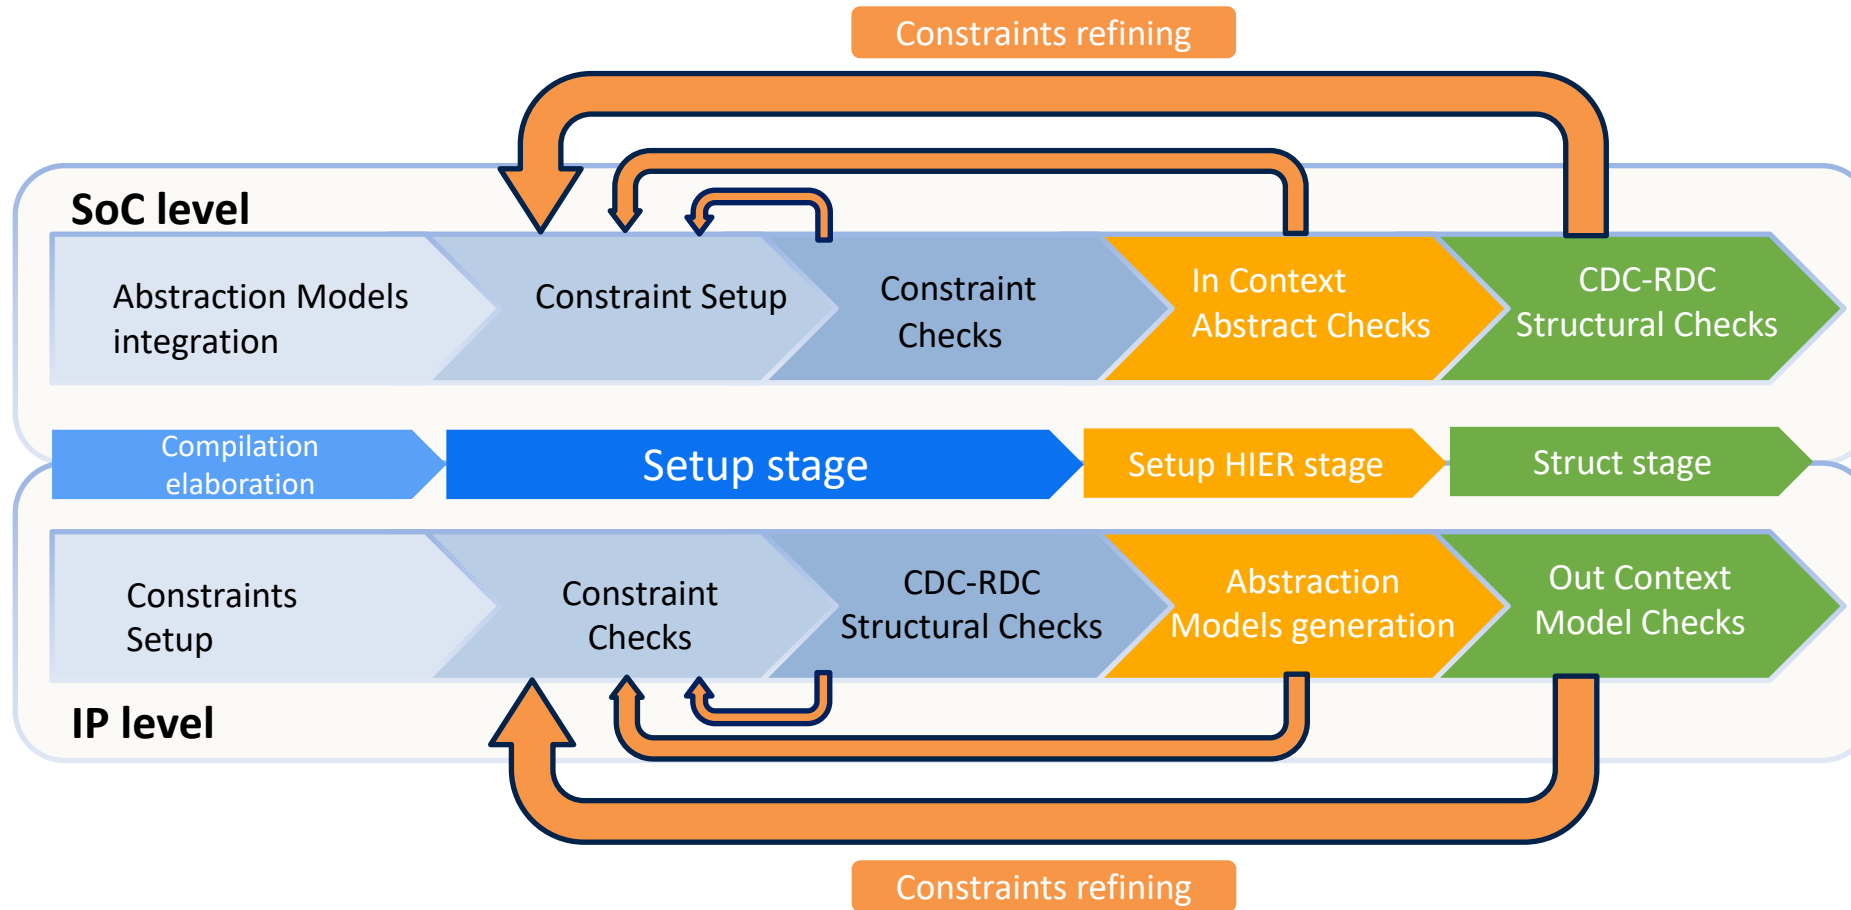 Constraints refining
SoC level
Abstraction Models
integration
Constraint Setup
Constraint
Checks
In Context
Abstract Checks
CDC-RDC
Structural Checks
Compilation
elaboration
Setup stage
Setup HIER stage
Struct stage
Constraints
Setup
Constraint
Checks
CDC-RDC
Structural Checks
Abstraction
Models generation
Out Context
Model Checks
IP level
Constraints refining